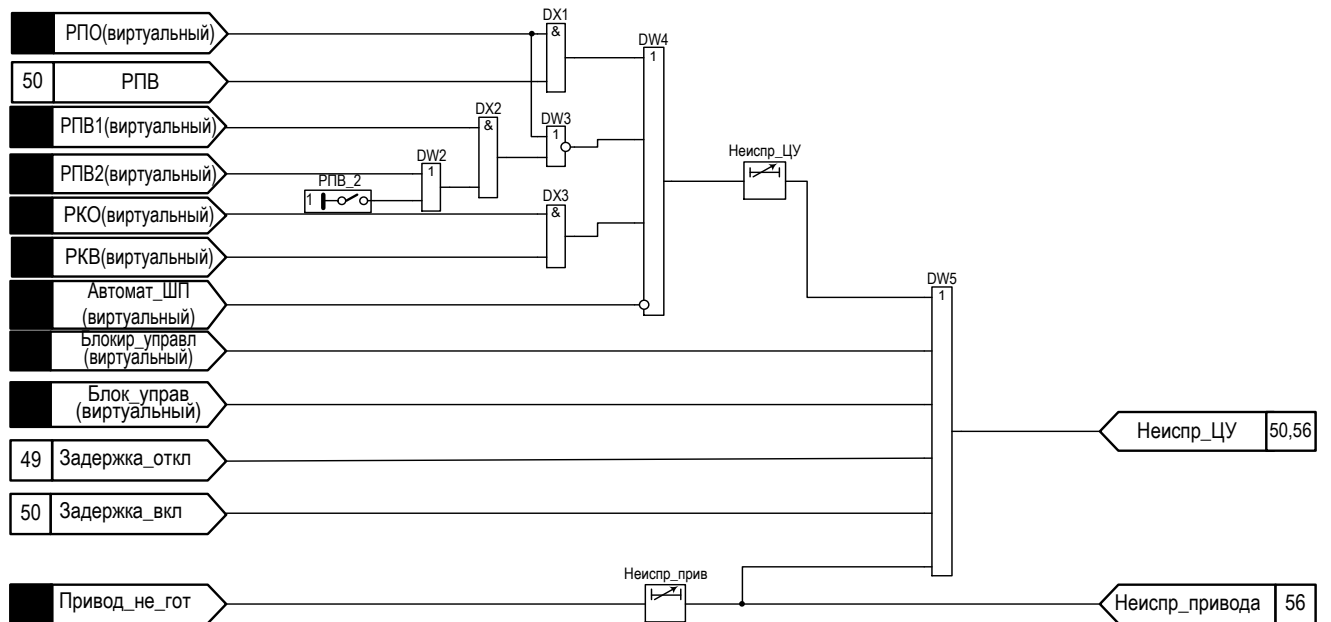 DX1
РПО(виртуальный)
&
DW4
1
50 РПВ
РПВ1(виртуальный)
DX2
&
DW3
1
РПВ2(виртуальный)
DW2
1
Неиспр_ЦУ
РПВ_2
1
РКО(виртуальный)
DX3
&
РКВ(виртуальный)
Автомат_ШП
(виртуальный)
DW5
1
Блокир_управл
(виртуальный)
Блок_управ
(виртуальный)
Неиспр_ЦУ 50,56
49 Задержка_откл
50 Задержка_вкл
Неиспр_прив
Привод_не_гот
Неиспр_привода 56